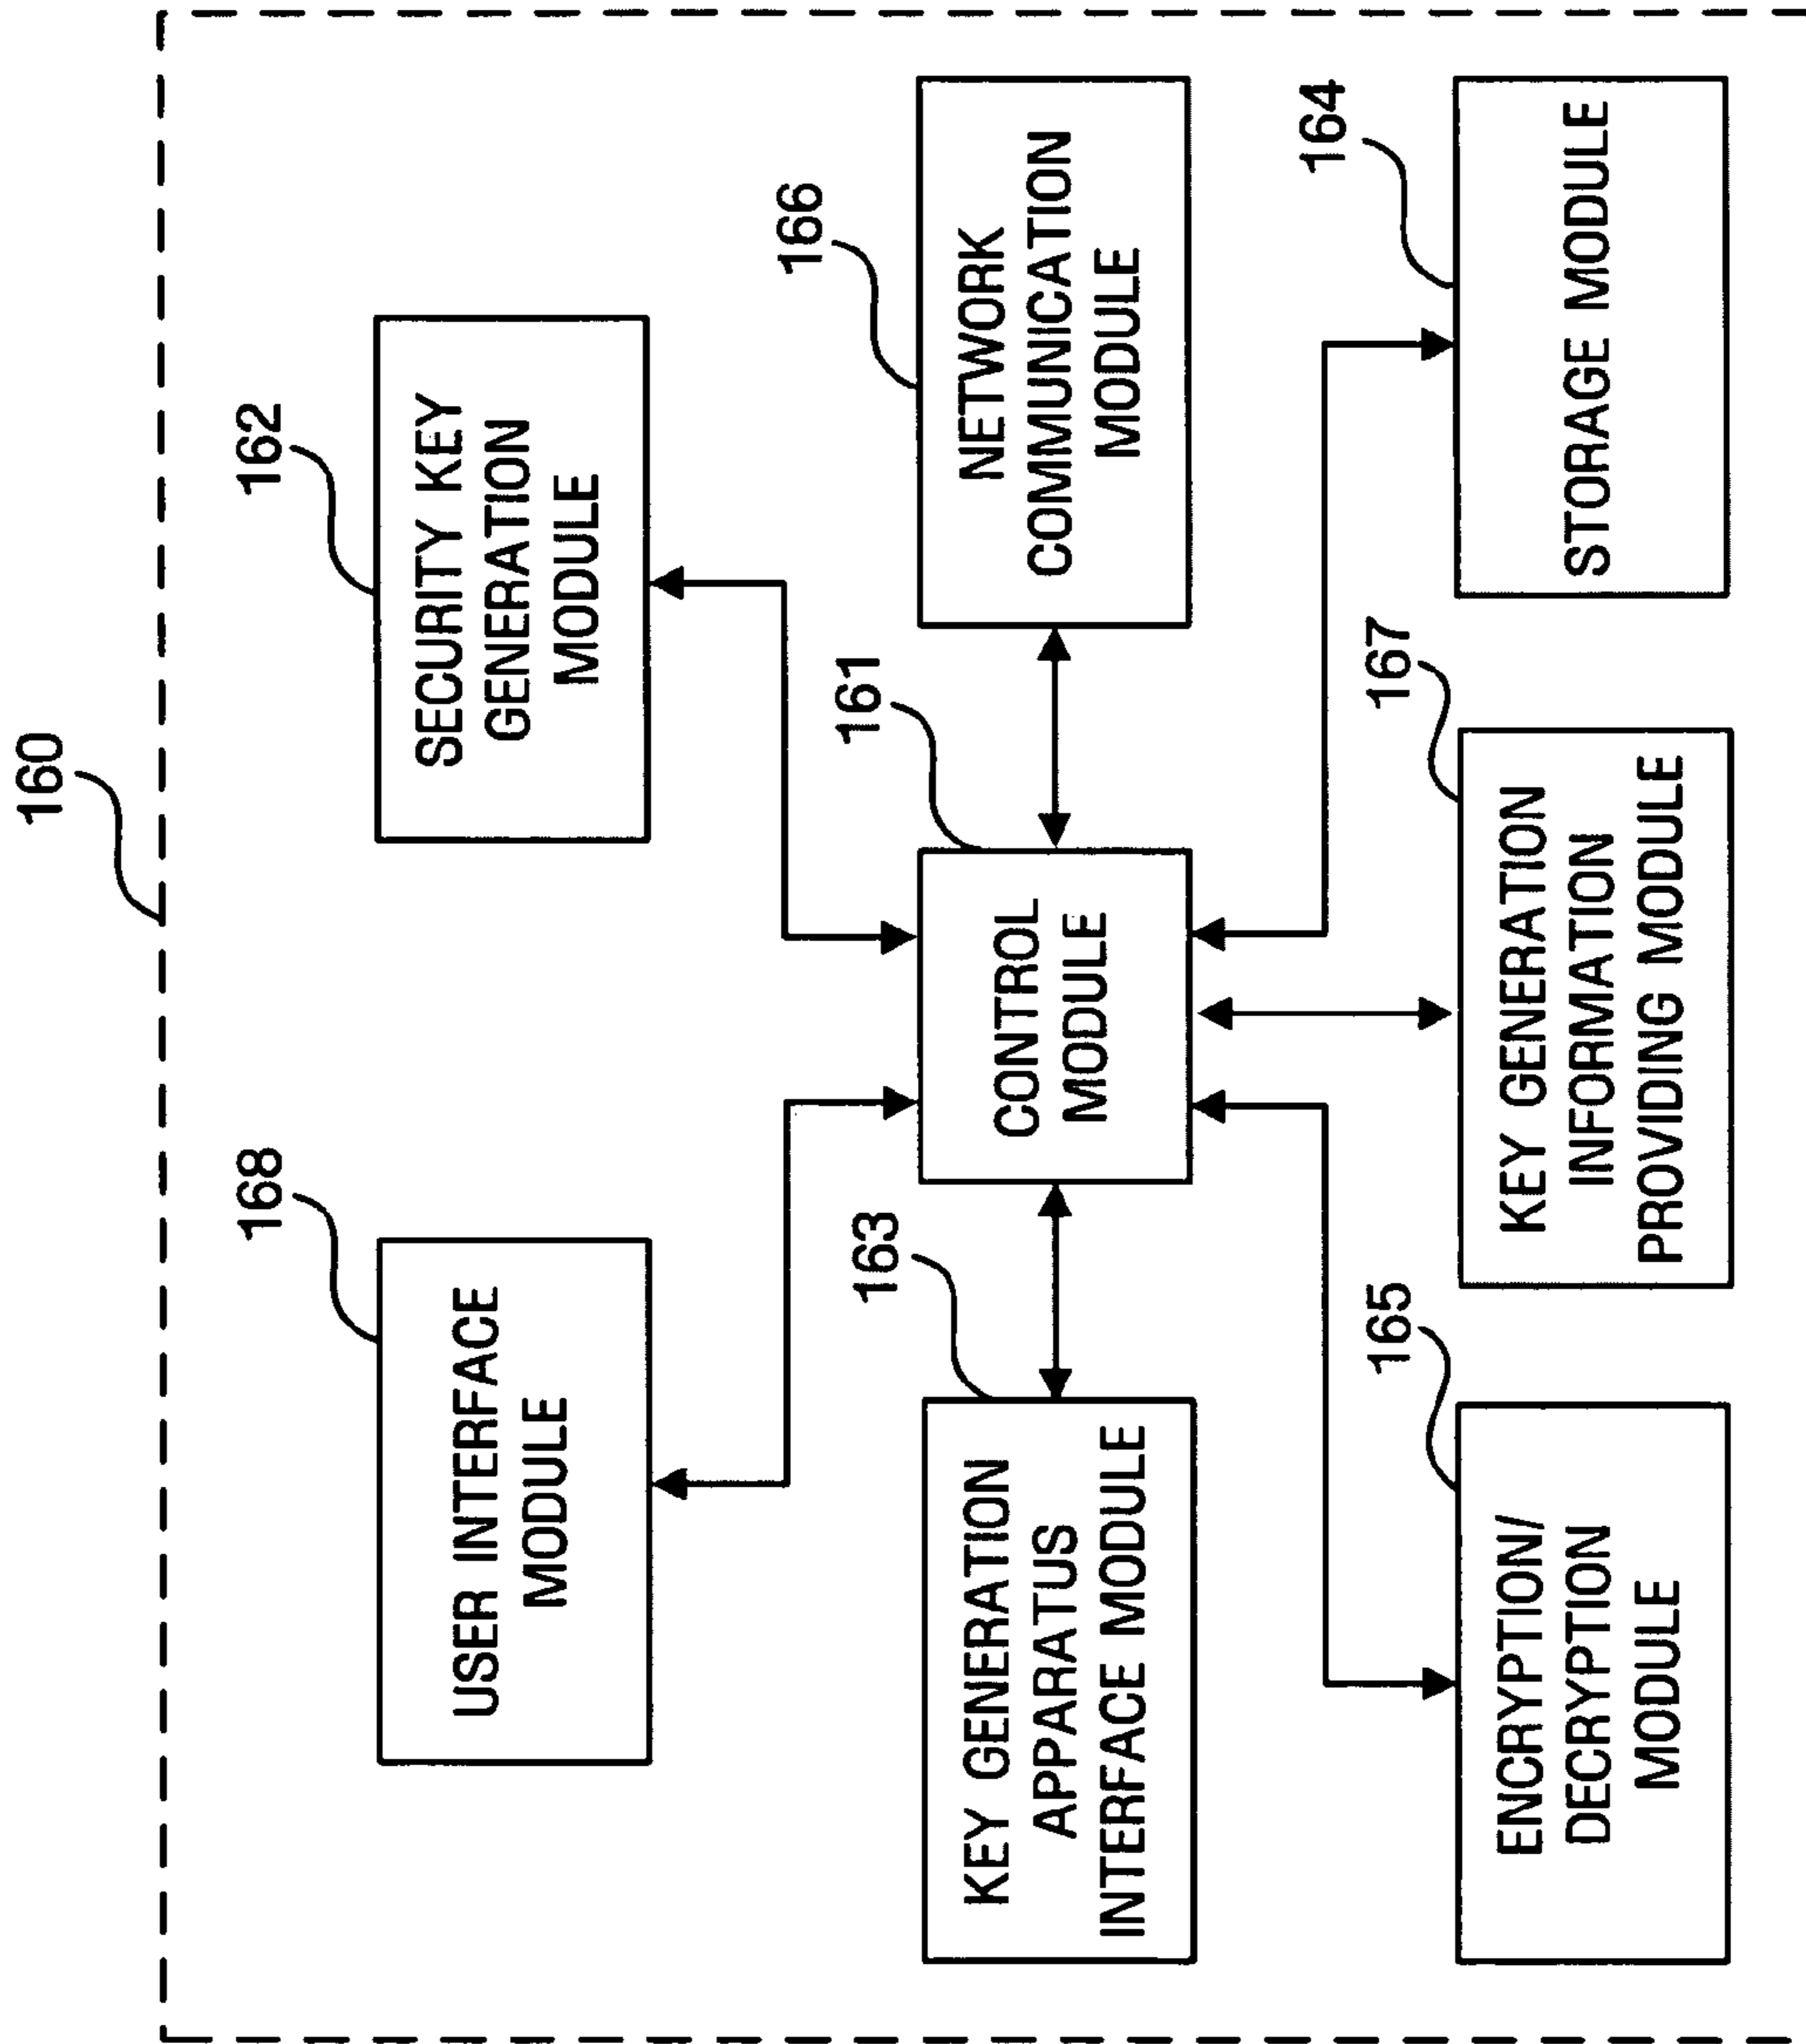 160
168
USER INTERFACE
MODULE
162
SECURITY KEY
GENERATION
MODULE
163
KEY GENERATION
APPARATUS
INTERFACE MODULE
161
CONTROL
MODULE
166
NETWORK
COMMUNICATION
MODULE
165
ENCRYPTION/
DECRYPTION
MODULE
167
KEY GENERATION
INFORMATION
PROVIDING MODULE
164
STORAGE MODULE